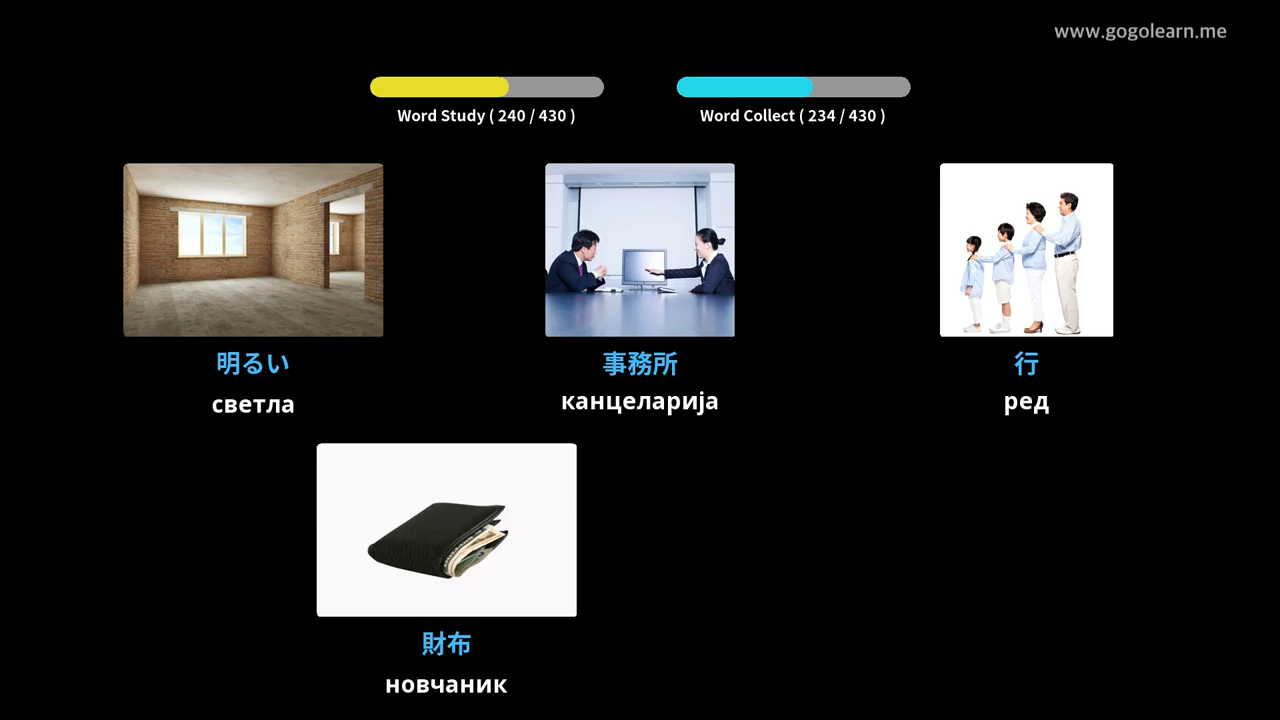 www.gogolearn.me
Word Study ( 240 / 430 )
Word Collect ( 234 / 430 )
明るい
светла
事務所
канцеларија
行
ред
財布
новчаник